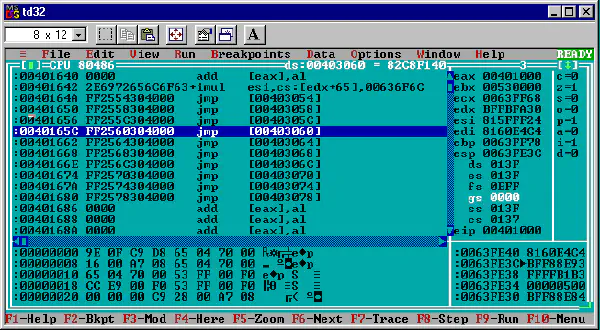 td32
8 x 12
A
≡ File Edit View Run Breakpoints Data Options Window Help READY
[■]=CPU 80486 ds:00403060 = 82C8F140 3 [↕]
:00401640 0000 add [eax],al
:00401642 2E6972656C6F63+imul esi,cs:[edx+65],00636F6C
:0040164A FF2554304000 jmp [00403054]
:00401650 FF2558304000 jmp [00403058]
:00401656 FF255C304000 jmp [0040305C]
:0040165C FF2560304000 jmp [00403060]
:00401662 FF2564304000 jmp [00403064]
:00401668 FF2568304000 jmp [00403068]
:0040166E FF256C304000 jmp [0040306C]
:00401674 FF2570304000 jmp [00403070]
:0040167A FF2574304000 jmp [00403074]
:00401680 FF2578304000 jmp [00403078]
:00401686 0000 add [eax],al
:00401688 0000 add [eax],al
:0040168A 0000 add [eax],al
eax 00401000 c=0
ebx 00530000 z=1
ecx 0063FF68 s=0
edx BFFBFA30 o=0
esi 815FFF24 p=1
edi 8160E4C4 a=0
ebp 0063FF78 i=1
esp 0063FE3C d=0
ds 013F
es 013F
fs 0EFF
gs 0000
ss 013F
cs 0137
eip 00401000
:00000000 9E 0F C9 D8 65 04 70 00
:00000008 16 00 A7 08 65 04 70 00
:00000010 65 04 70 00 53 FF 00 F0
:00000018 CC E9 00 F0 53 FF 00 F0
:00000020 00 00 00 C9 28 00 A7 08
:0063FE40 8160E4C4
:0063FE3C►BFF88E93
:0063FE38 FFFFB1B3
:0063FE34 00000500
:0063FE30 BFF88E84
F1-Help F2-Bkpt F3-Mod F4-Here F5-Zoom F6-Next F7-Trace F8-Step F9-Run F10-Menu